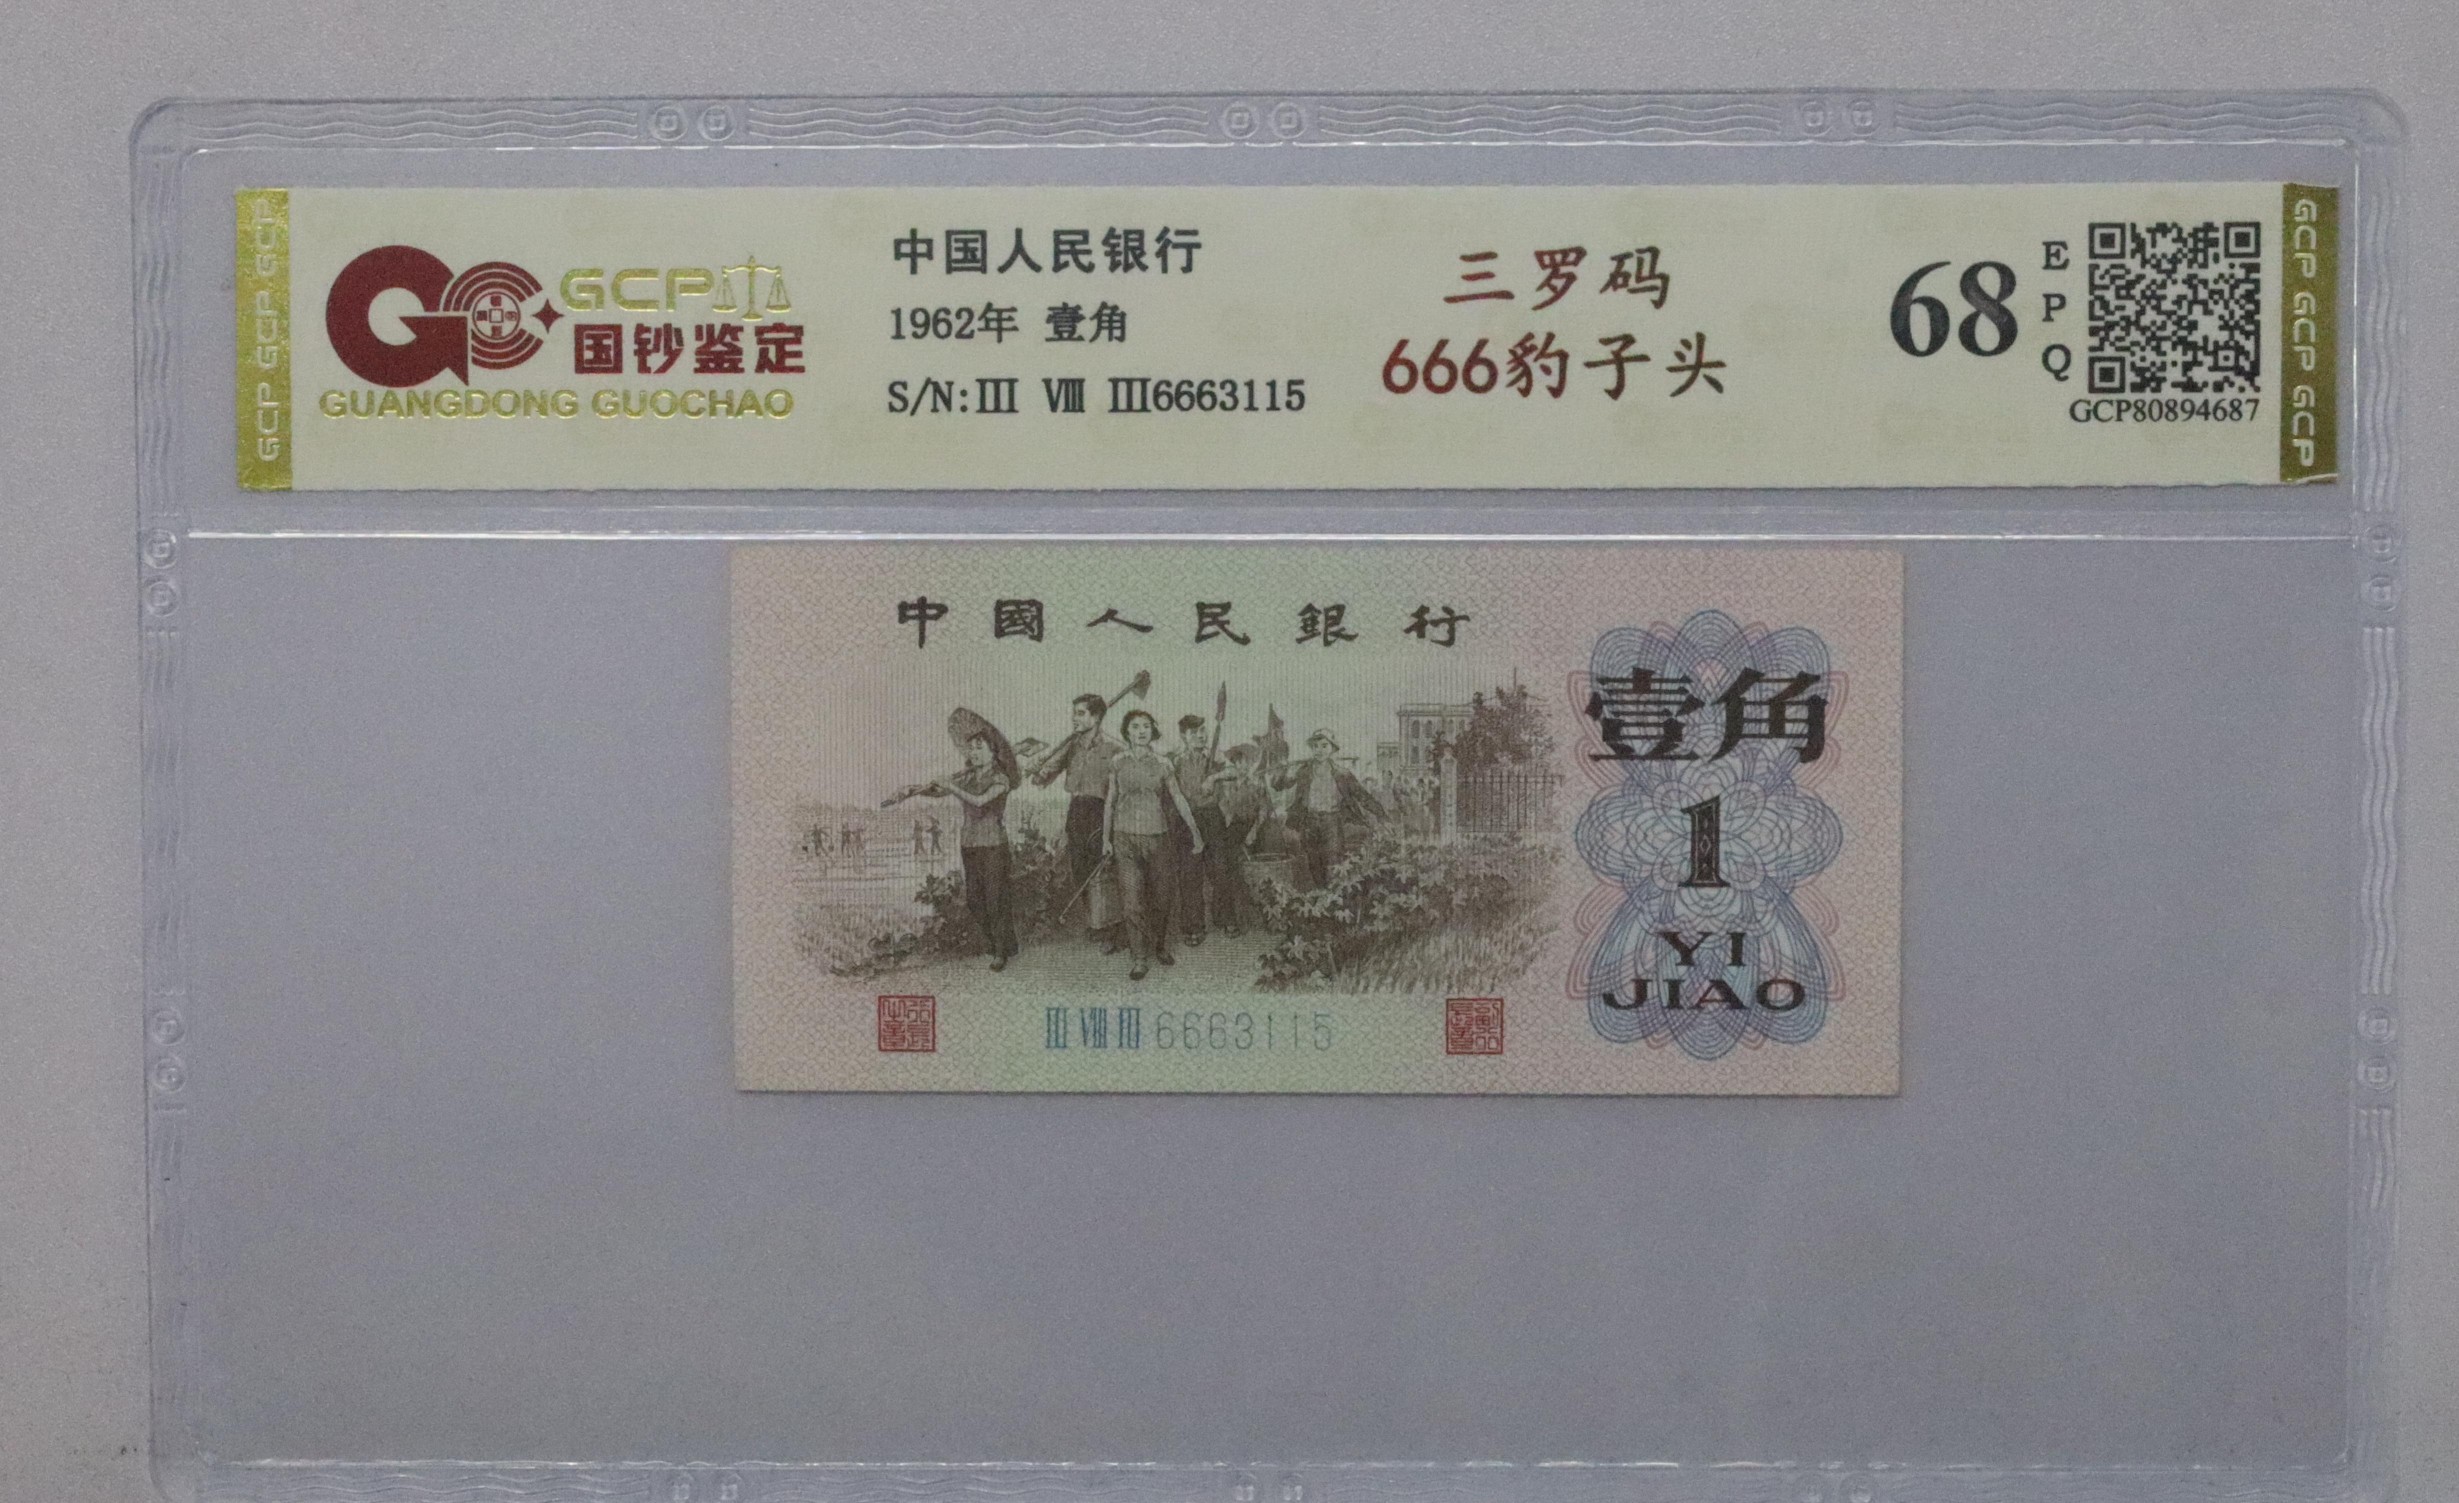 GCP GCP GCP
GCP
国钞鉴定
GUANGDONG GUOCHAO
中国人民银行
1962年 壹角
S/N:Ⅲ Ⅷ Ⅲ6663115
三罗码
666豹子头
68
EPQ
GCP80894687
GCP GCP GCP
中國人民銀行
壹角
1
YI
JIAO
Ⅲ Ⅷ Ⅲ 6663115